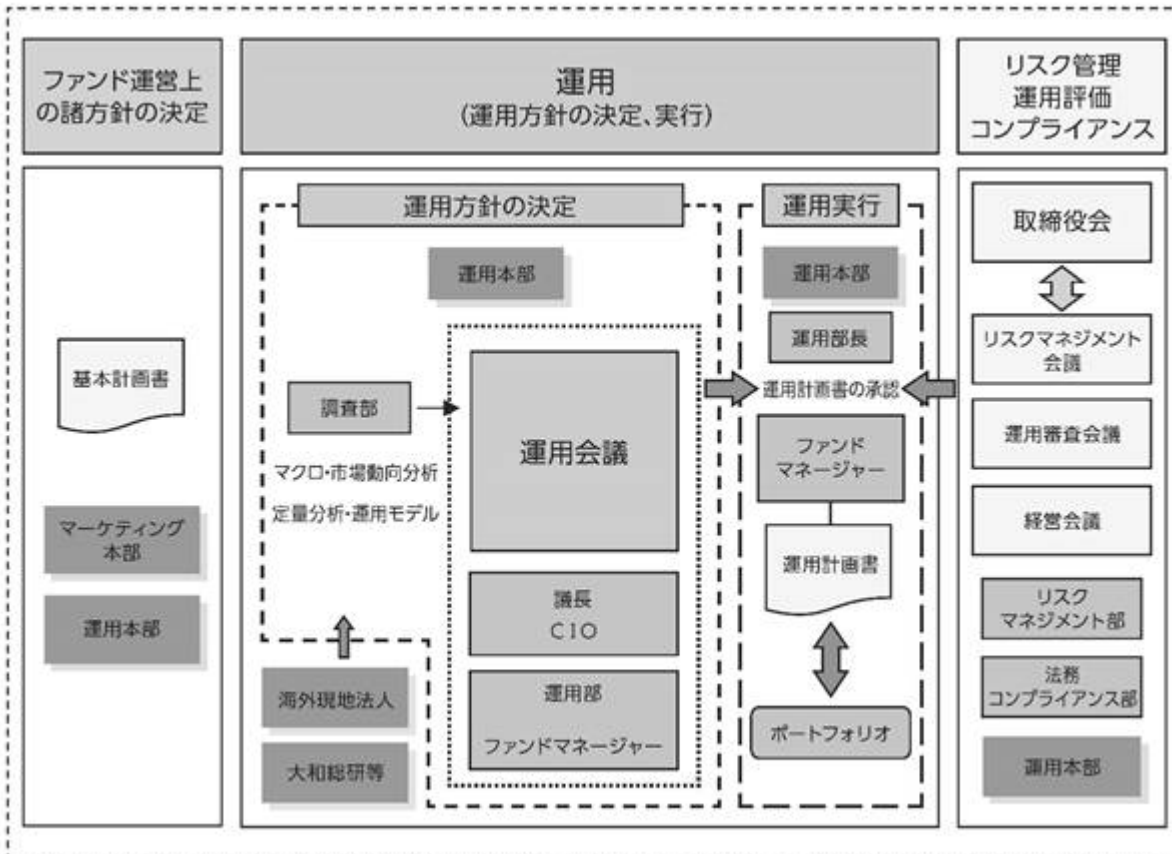 ファンド運営上
の諸方針の決定
基本計画書
マーケティング
本部
運用本部
運用
(運用方針の決定、実行)
運用方針の決定
運用本部
調査部
マクロ・市場動向分析
定量分析・運用モデル
海外現地法人
大和総研等
運用会議
議長
CIO
運用部
ファンドマネージャー
運用実行
運用本部
運用部長
運用計画書の承認
ファンド
マネージャー
運用計画書
ポートフォリオ
リスク管理
運用評価
コンプライアンス
取締役会
リスクマネジメント
会議
運用審査会議
経営会議
リスク
マネジメント部
法務
コンプライアンス部
運用本部